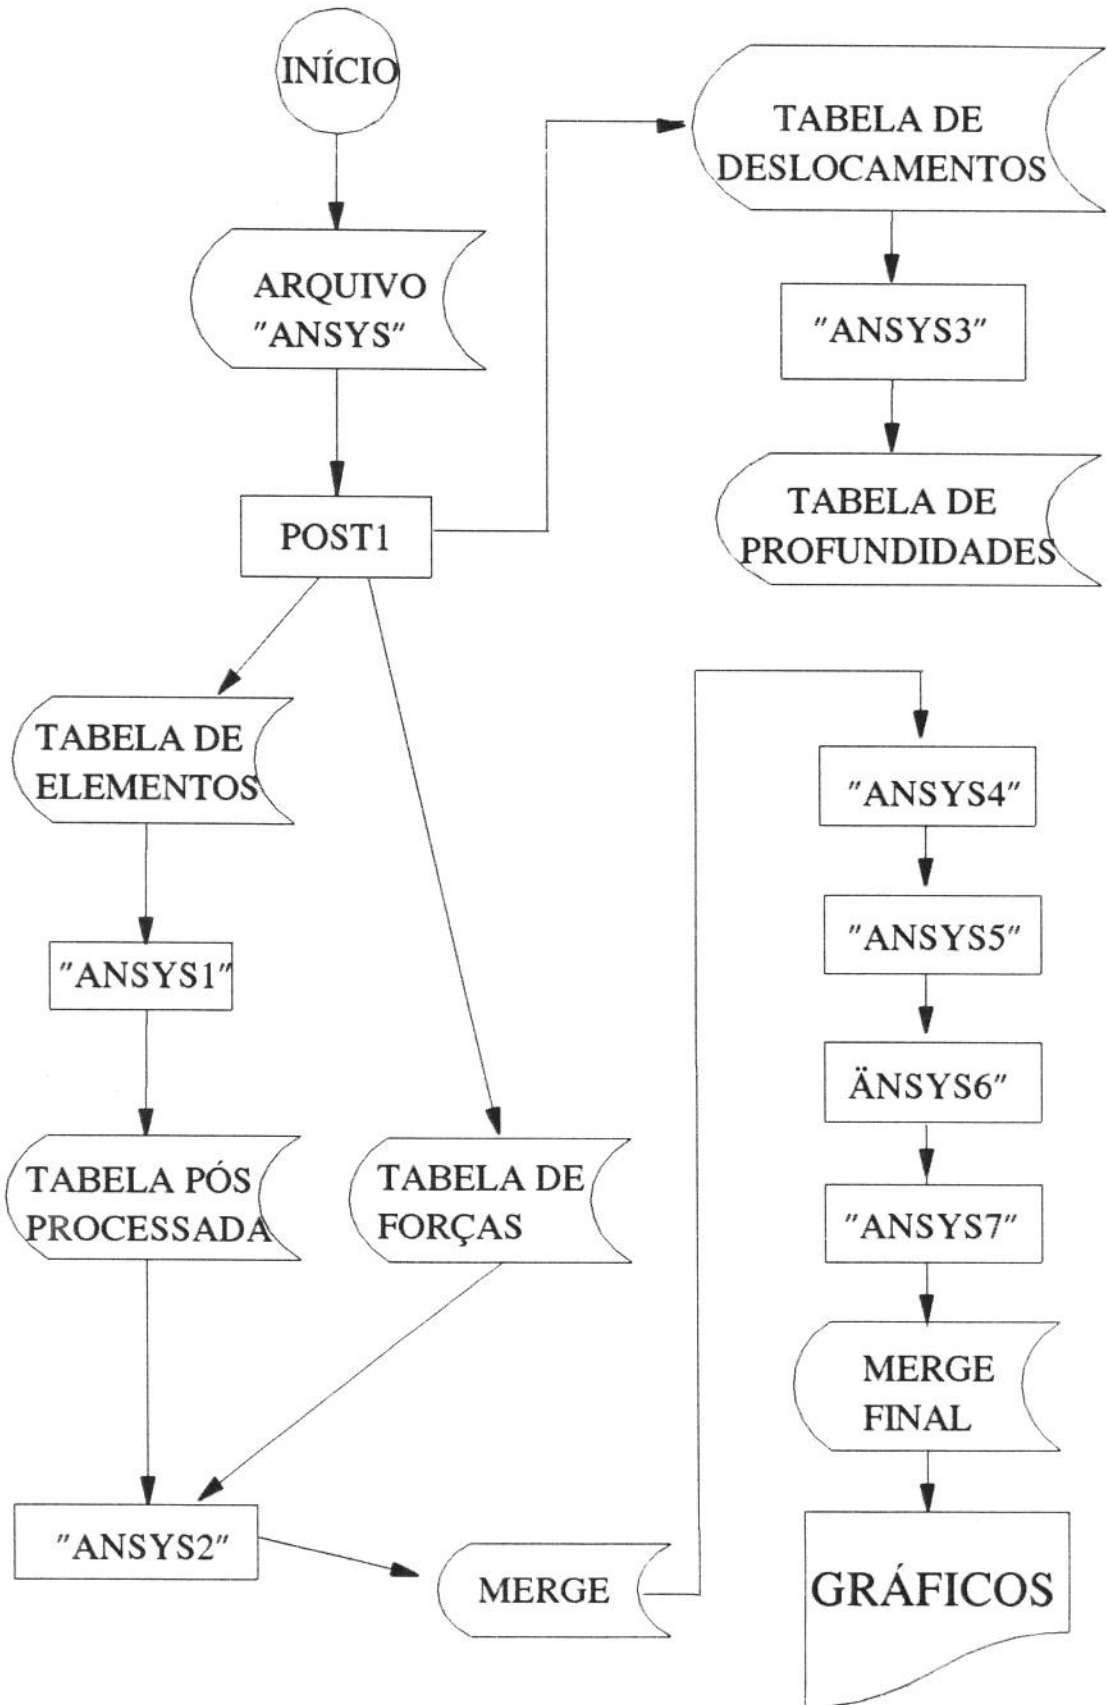 INÍCIO
ARQUIVO
"ANSYS"
POST1
TABELA DE
DESLOCAMENTOS
"ANSYS3"
TABELA DE
PROFUNDIDADES
TABELA DE
ELEMENTOS
"ANSYS1"
TABELA PÓS
PROCESSADA
TABELA DE
FORÇAS
"ANSYS2"
MERGE
"ANSYS4"
"ANSYS5"
ÄNSYS6"
"ANSYS7"
MERGE
FINAL
GRÁFICOS